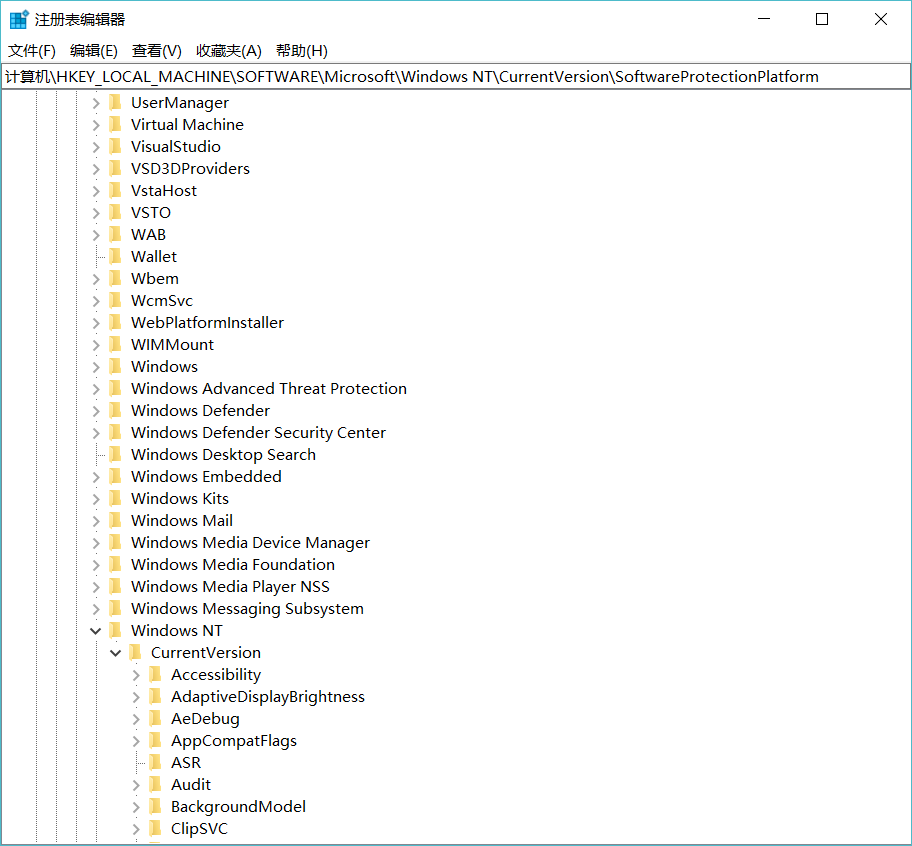 注册表编辑器
文件(F) 编辑(E) 查看(V) 收藏夹(A) 帮助(H)
计算机\HKEY_LOCAL_MACHINE\SOFTWARE\Microsoft\Windows NT\CurrentVersion\SoftwareProtectionPlatform
UserManager
Virtual Machine
VisualStudio
VSD3DProviders
VstaHost
VSTO
WAB
Wallet
Wbem
WcmSvc
WebPlatformInstaller
WIMMount
Windows
Windows Advanced Threat Protection
Windows Defender
Windows Defender Security Center
Windows Desktop Search
Windows Embedded
Windows Kits
Windows Mail
Windows Media Device Manager
Windows Media Foundation
Windows Media Player NSS
Windows Messaging Subsystem
Windows NT
CurrentVersion
Accessibility
AdaptiveDisplayBrightness
AeDebug
AppCompatFlags
ASR
Audit
BackgroundModel
ClipSVC